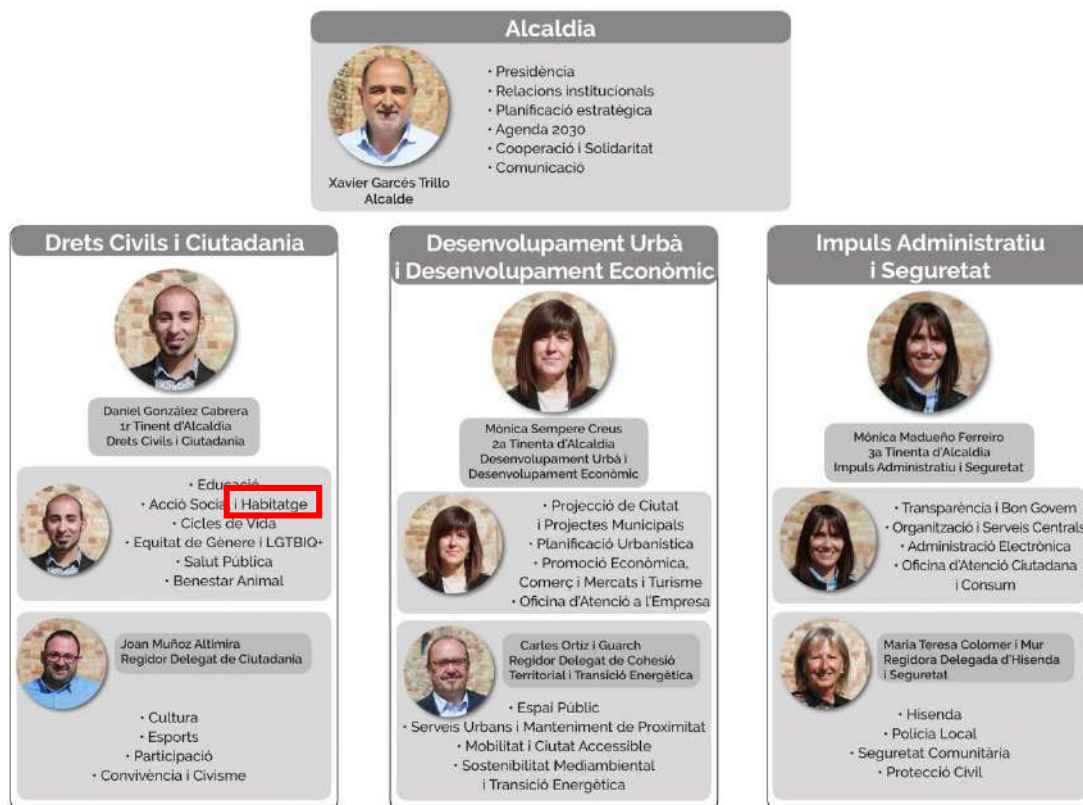 Alcaldia
• Presidència
• Relacions institucionals
• Planificació estratègica
• Agenda 2030
• Cooperació i Solidaritat
• Comunicació
Xavier Garcés Trillo
Alcalde
Drets Civils i Ciutadania
Daniel González Cabrera
1r Tinent d'Alcaldia
Drets Civils i Ciutadania
• Educació
• Acció Social i Habitatge
• Cicles de Vida
• Equitat de Gènere i LGTBIQ+
• Salut Pública
• Benestar Animal
Joan Muñoz Altimira
Regidor Delegat de Ciutadania
• Cultura
• Esports
• Participació
• Convivència i Civisme
Desenvolupament Urbà
i Desenvolupament Econòmic
Mònica Sempere Creus
2a Tinenta d'Alcaldia
Desenvolupament Urbà i
Desenvolupament Econòmic
• Projecció de Ciutat
i Projectes Municipals
• Planificació Urbanística
• Promoció Econòmica,
Comerç i Mercats i Turisme
• Oficina d'Atenció a l'Empresa
Carles Ortiz i Guarch
Regidor Delegat de Cohesió
Territorial i Transició Energètica
• Espai Públic
• Serveis Urbans i Manteniment de Proximitat
• Mobilitat i Ciutat Accessible
• Sostenibilitat Mediambiental
i Transició Energètica
Impuls Administratiu
i Seguretat
Mónica Madueño Ferreiro
3a Tinenta d'Alcaldia
Impuls Administratiu i Seguretat
• Transparència i Bon Govern
• Organització i Serveis Centrals
• Administració Electrònica
• Oficina d'Atenció Ciutadana
i Consum
Maria Teresa Colomer i Mur
Regidora Delegada d'Hisenda
i Seguretat
• Hisenda
• Policia Local
• Seguretat Comunitària
• Protecció Civil